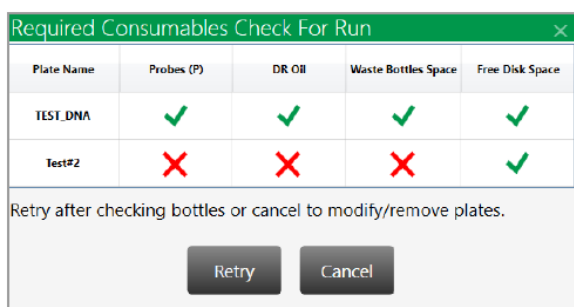 Required Consumables Check For Run
Plate Name Probes (P) DR Oil Waste Bottles Space Free Disk Space
TEST_DNA
Test#2
Retry after checking bottles or cancel to modify/remove plates.
Retry Cancel